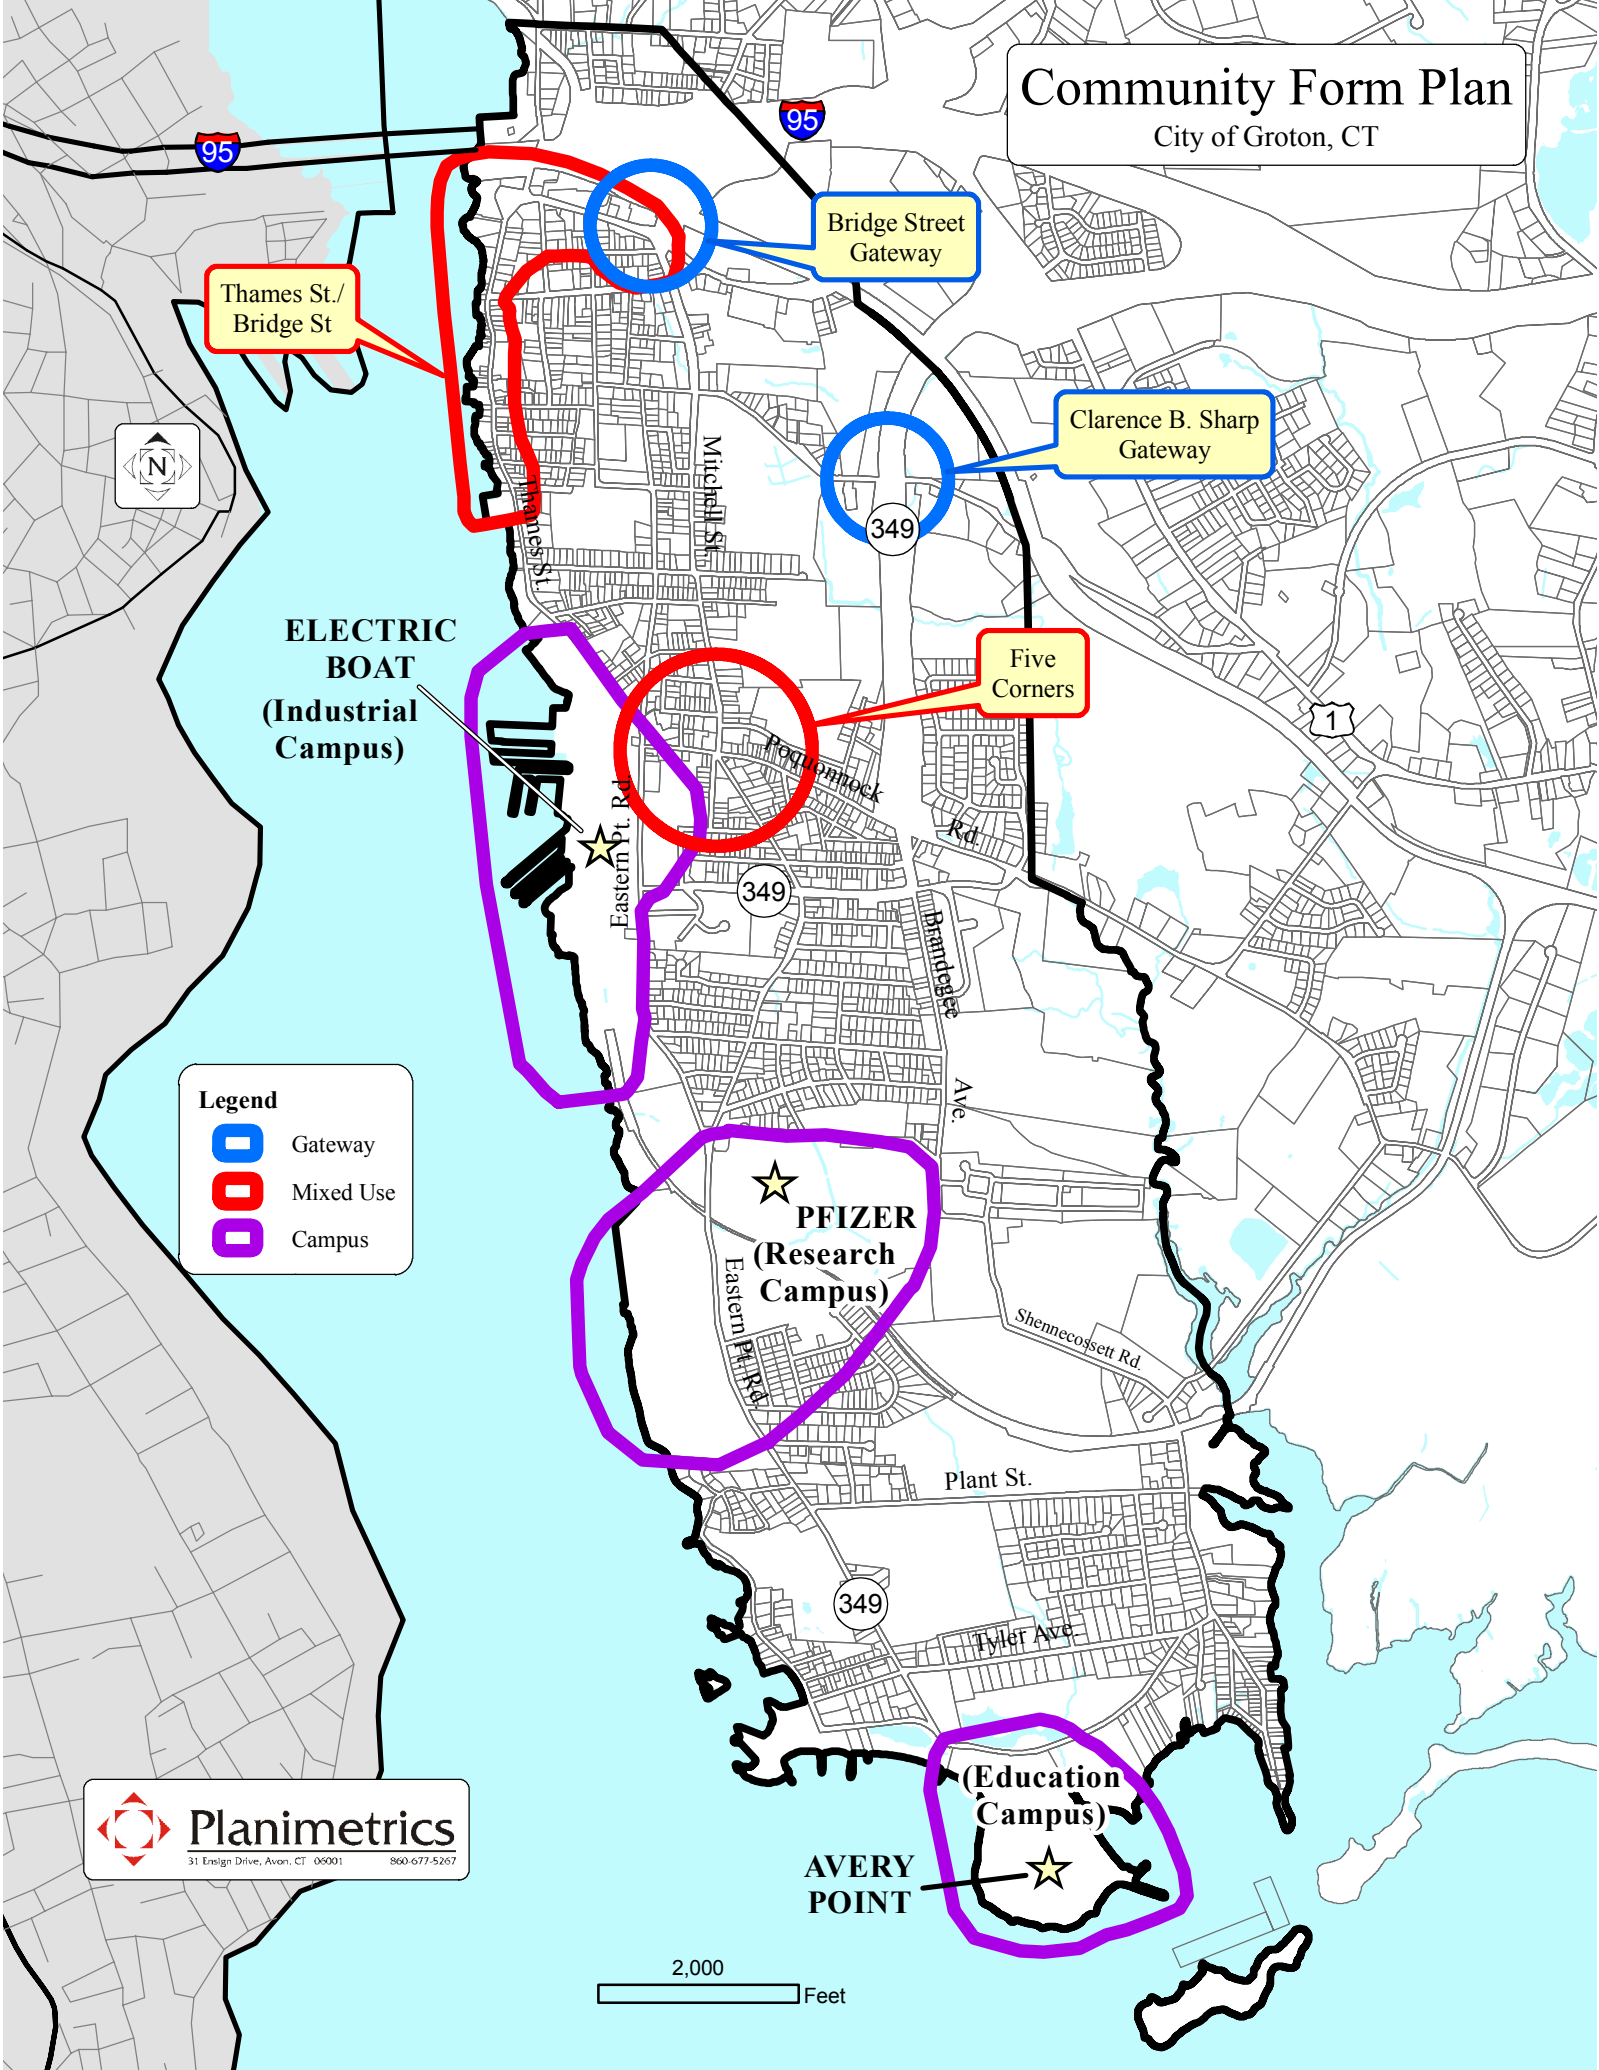 Community Form Plan
City of Groton, CT
95
95
Bridge Street
Gateway
Thames St./
Bridge St
Clarence B. Sharp
Gateway
N
Mitchell St.
Thames St.
349
ELECTRIC
BOAT
(Industrial
Campus)
Five
Corners
1
Poquonnock
Rd.
Eastern Pt. Rd.
349
Brandegee
Ave.
Legend
Gateway
Mixed Use
Campus
PFIZER
(Research
Campus)
Eastern Pt. Rd.
Shennecossett Rd.
Plant St.
349
Tyler Ave.
(Education
Campus)
AVERY
POINT
Planimetrics
31 Ensign Drive, Avon, CT 06001 860-677-5267
2,000
Feet